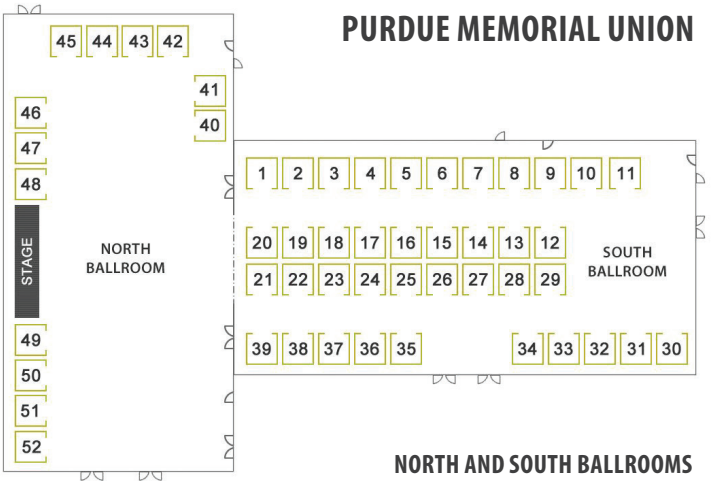 PURDUE MEMORIAL UNION
45 44 43 42
41
40
46
47
48
STAGE
NORTH
BALLROOM
49
50
51
52
1 2 3 4 5 6 7 8 9 10 11
20 19 18 17 16 15 14 13 12
21 22 23 24 25 26 27 28 29
SOUTH
BALLROOM
39 38 37 36 35 34 33 32 31 30
NORTH AND SOUTH BALLROOMS